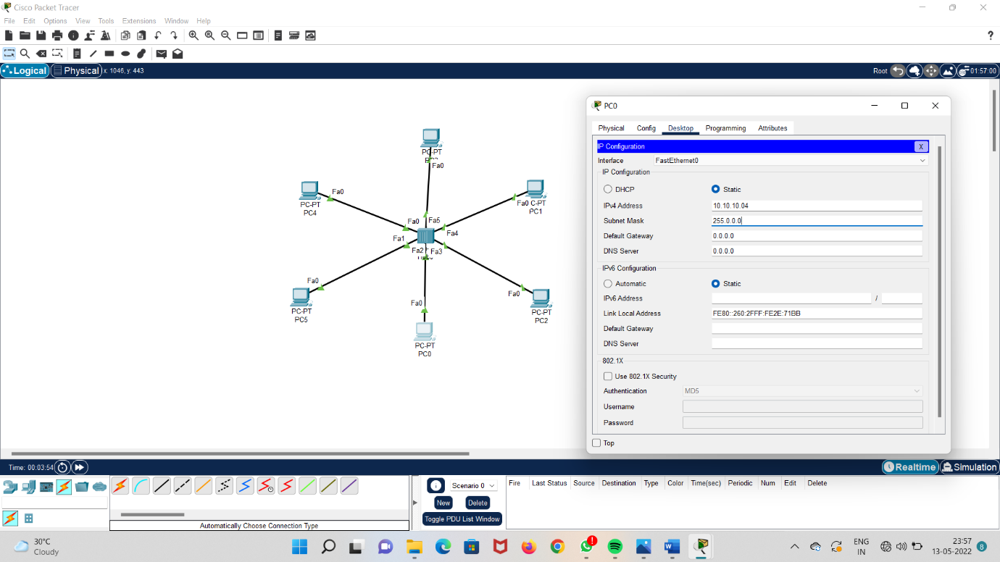 Cisco Packet Tracer
File Edit Options View Tools Extensions Window Help
?
Logical Physical x: 1046, y: 443 Root 01:57:00
PC-PT
Fa0
PC-PT
PC4
Fa0
Fa0 C-PT
PC1
Fa0 Fa5
Fa4
Fa1
Fa2 Fa3
Fa0
PC-PT
PC5
Fa0
PC-PT
PC2
Fa0
PC-PT
PC0
PC0
Physical Config Desktop Programming Attributes
IP Configuration X
Interface FastEthernet0
IP Configuration
DHCP Static
IPv4 Address 10.10.10.04
Subnet Mask 255.0.0.0
Default Gateway 0.0.0.0
DNS Server 0.0.0.0
IPv6 Configuration
Automatic Static
IPv6 Address /
Link Local Address FE80::260:2FFF:FE2E:71BB
Default Gateway
DNS Server
802.1X
Use 802.1X Security
Authentication MD5
Username
Password
Top
Time: 00:03:54 Realtime Simulation
Scenario 0
New Delete
Toggle PDU List Window
Fire Last Status Source Destination Type Color Time(sec) Periodic Num Edit Delete
Automatically Choose Connection Type
30°C
Cloudy
ENG
IN
23:57
13-05-2022
8